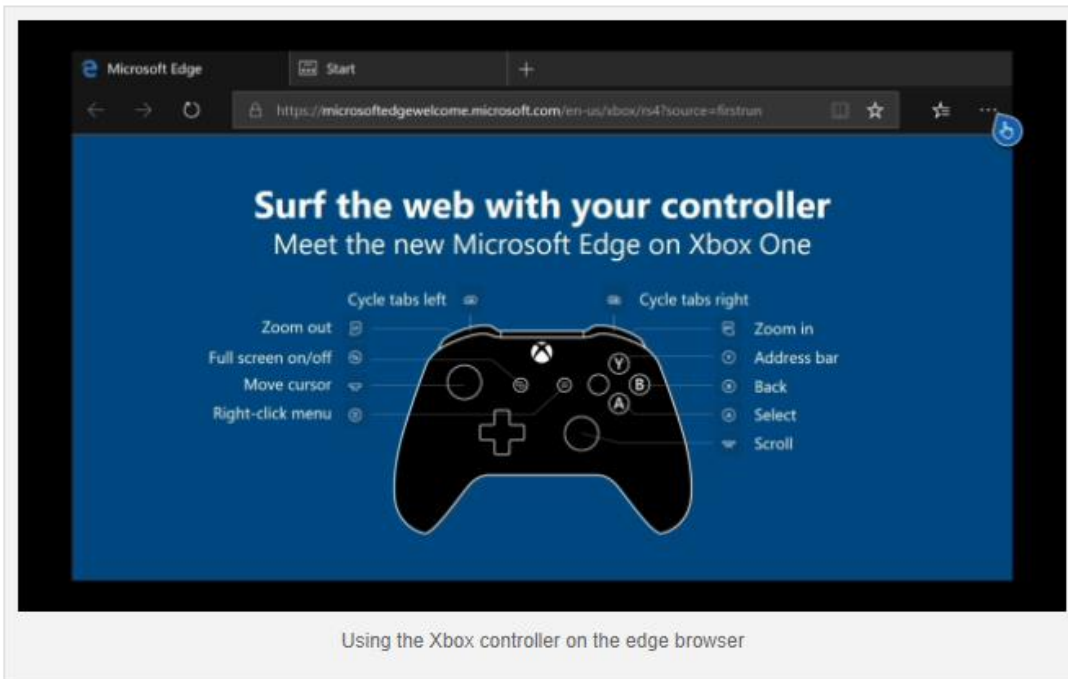 Microsoft Edge Start
https://microsoftedgewelcome.microsoft.com/en-us/xbox/rs4?source=firstrun
Surf the web with your controller
Meet the new Microsoft Edge on Xbox One
Cycle tabs left Cycle tabs right
Zoom out Zoom in
Full screen on/off Address bar
Move cursor Back
Right-click menu Select
Scroll
Y
B
A
Using the Xbox controller on the edge browser